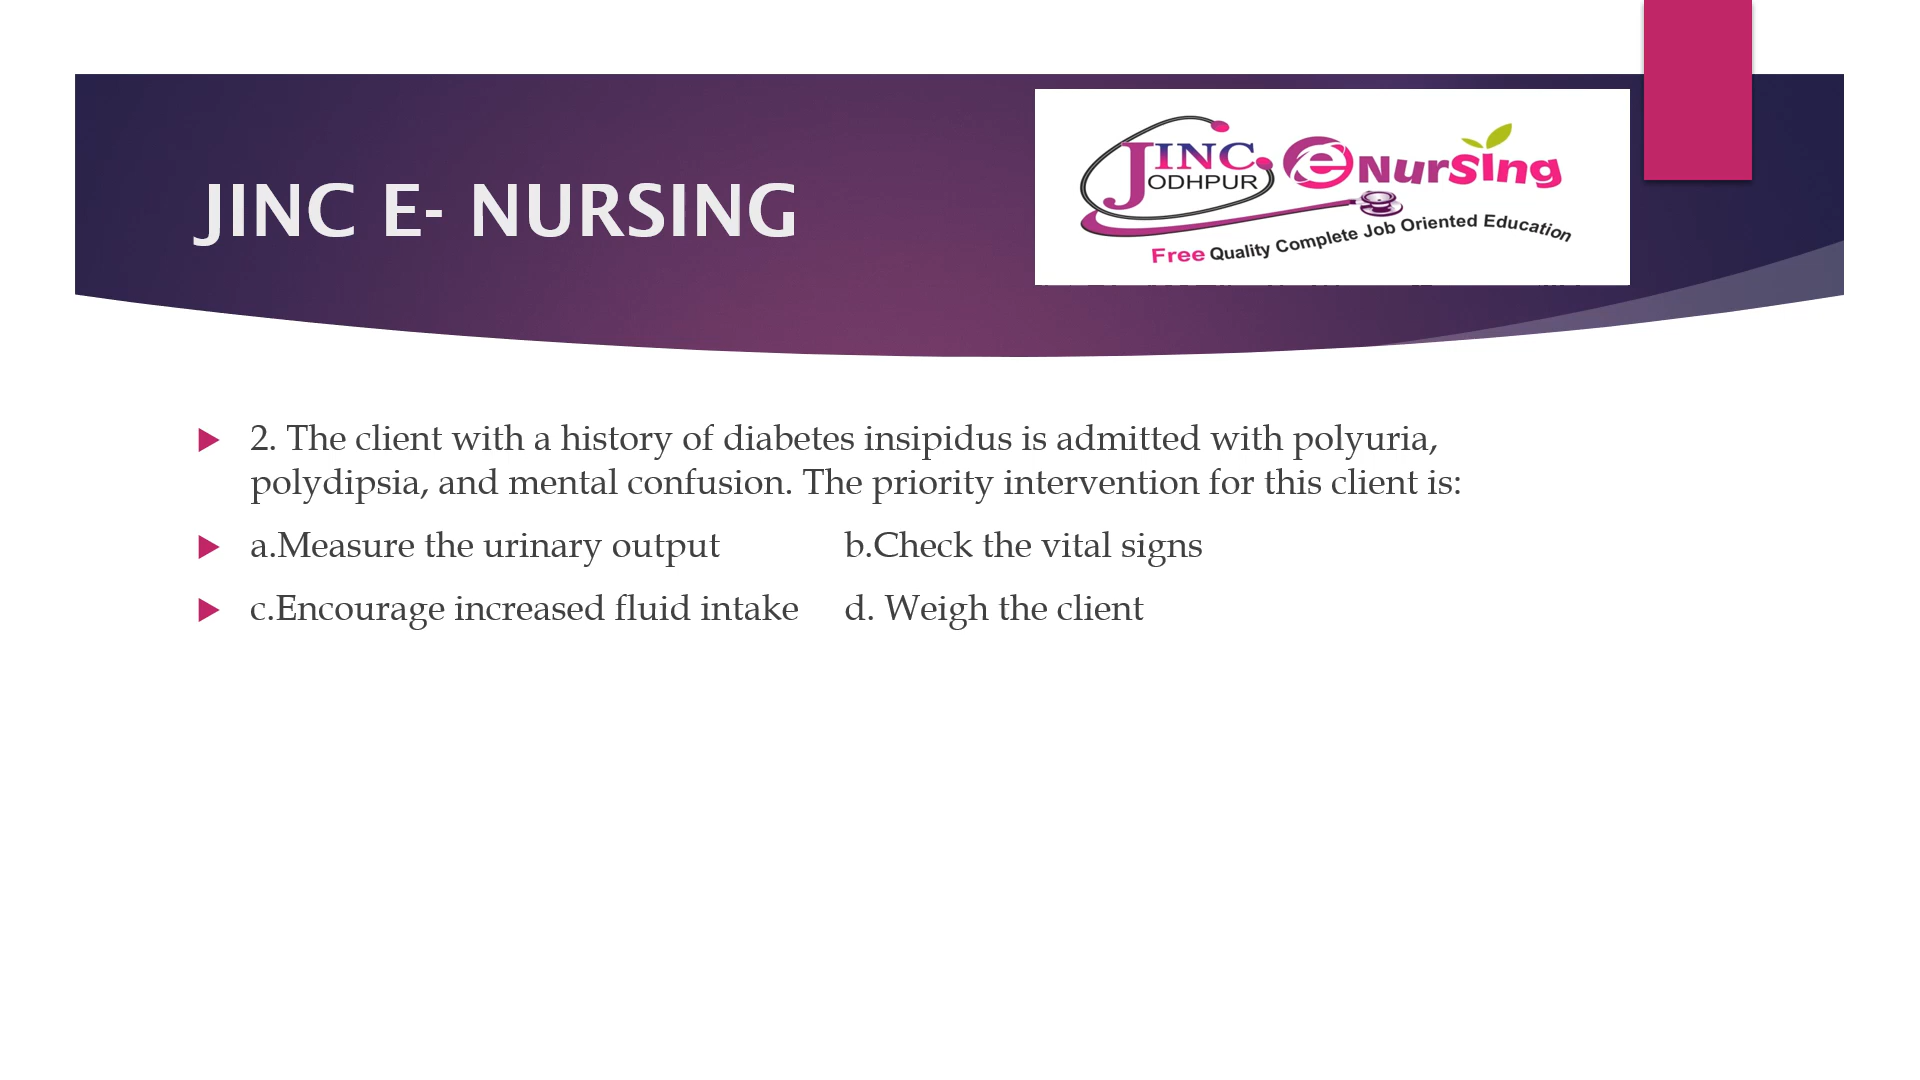 JINC E- NURSING
JINC ODHPUR eNursing
Free Quality Complete Job Oriented Education
2. The client with a history of diabetes insipidus is admitted with polyuria,
polydipsia, and mental confusion. The priority intervention for this client is:
a.Measure the urinary output b.Check the vital signs
c.Encourage increased fluid intake d. Weigh the client